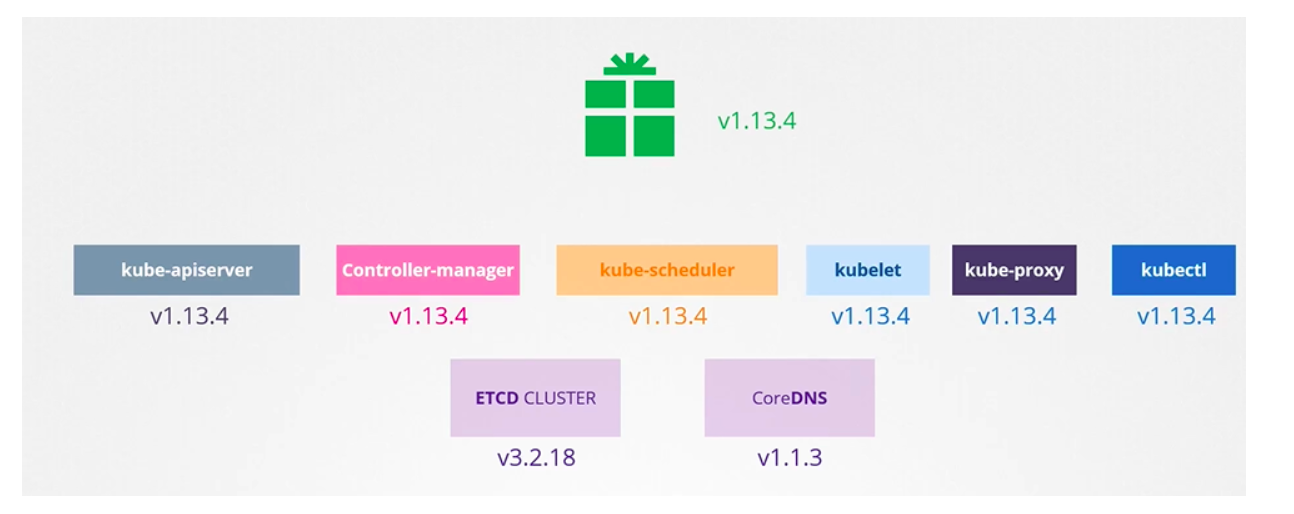 v1.13.4
kube-apiserver
Controller-manager
kube-scheduler
kubelet
kube-proxy
kubectl
v1.13.4
v1.13.4
v1.13.4
v1.13.4
v1.13.4
v1.13.4
ETCD CLUSTER
CoreDNS
v3.2.18
v1.1.3